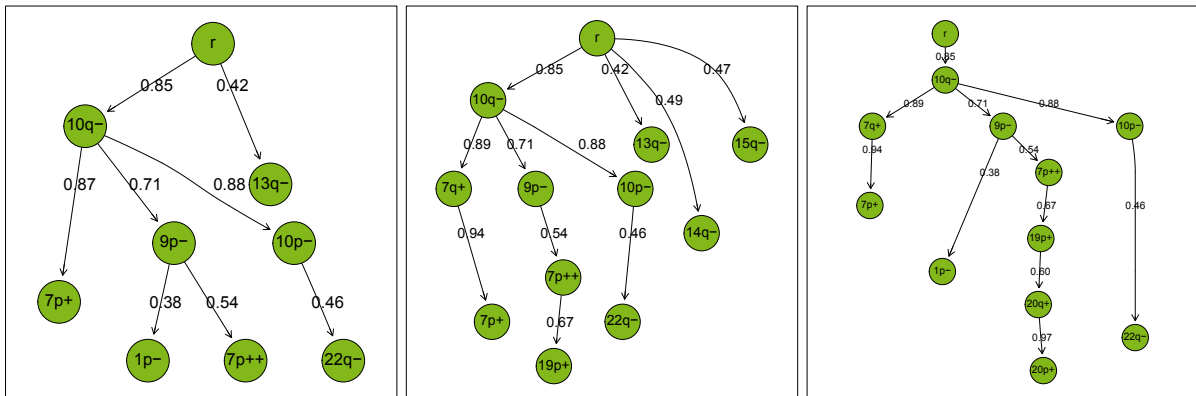 r
0.85
0.42
10q−
0.87
0.71
0.88
13q−
9p−
10p−
7p+
0.38
0.54
0.46
1p−
7p++
22q−
r
0.85
0.42
0.49
0.47
10q−
0.89
0.71
0.88
13q−
15q−
7q+
9p−
10p−
0.94
0.54
0.46
14q−
7p++
7p+
0.67
22q−
19p+
r
0.85
10q−
0.89
0.71
0.88
7q+
9p−
10p−
0.94
0.54
0.38
7p++
7p+
0.67
0.46
19p+
1p−
0.60
20q+
0.97
22q−
20p+